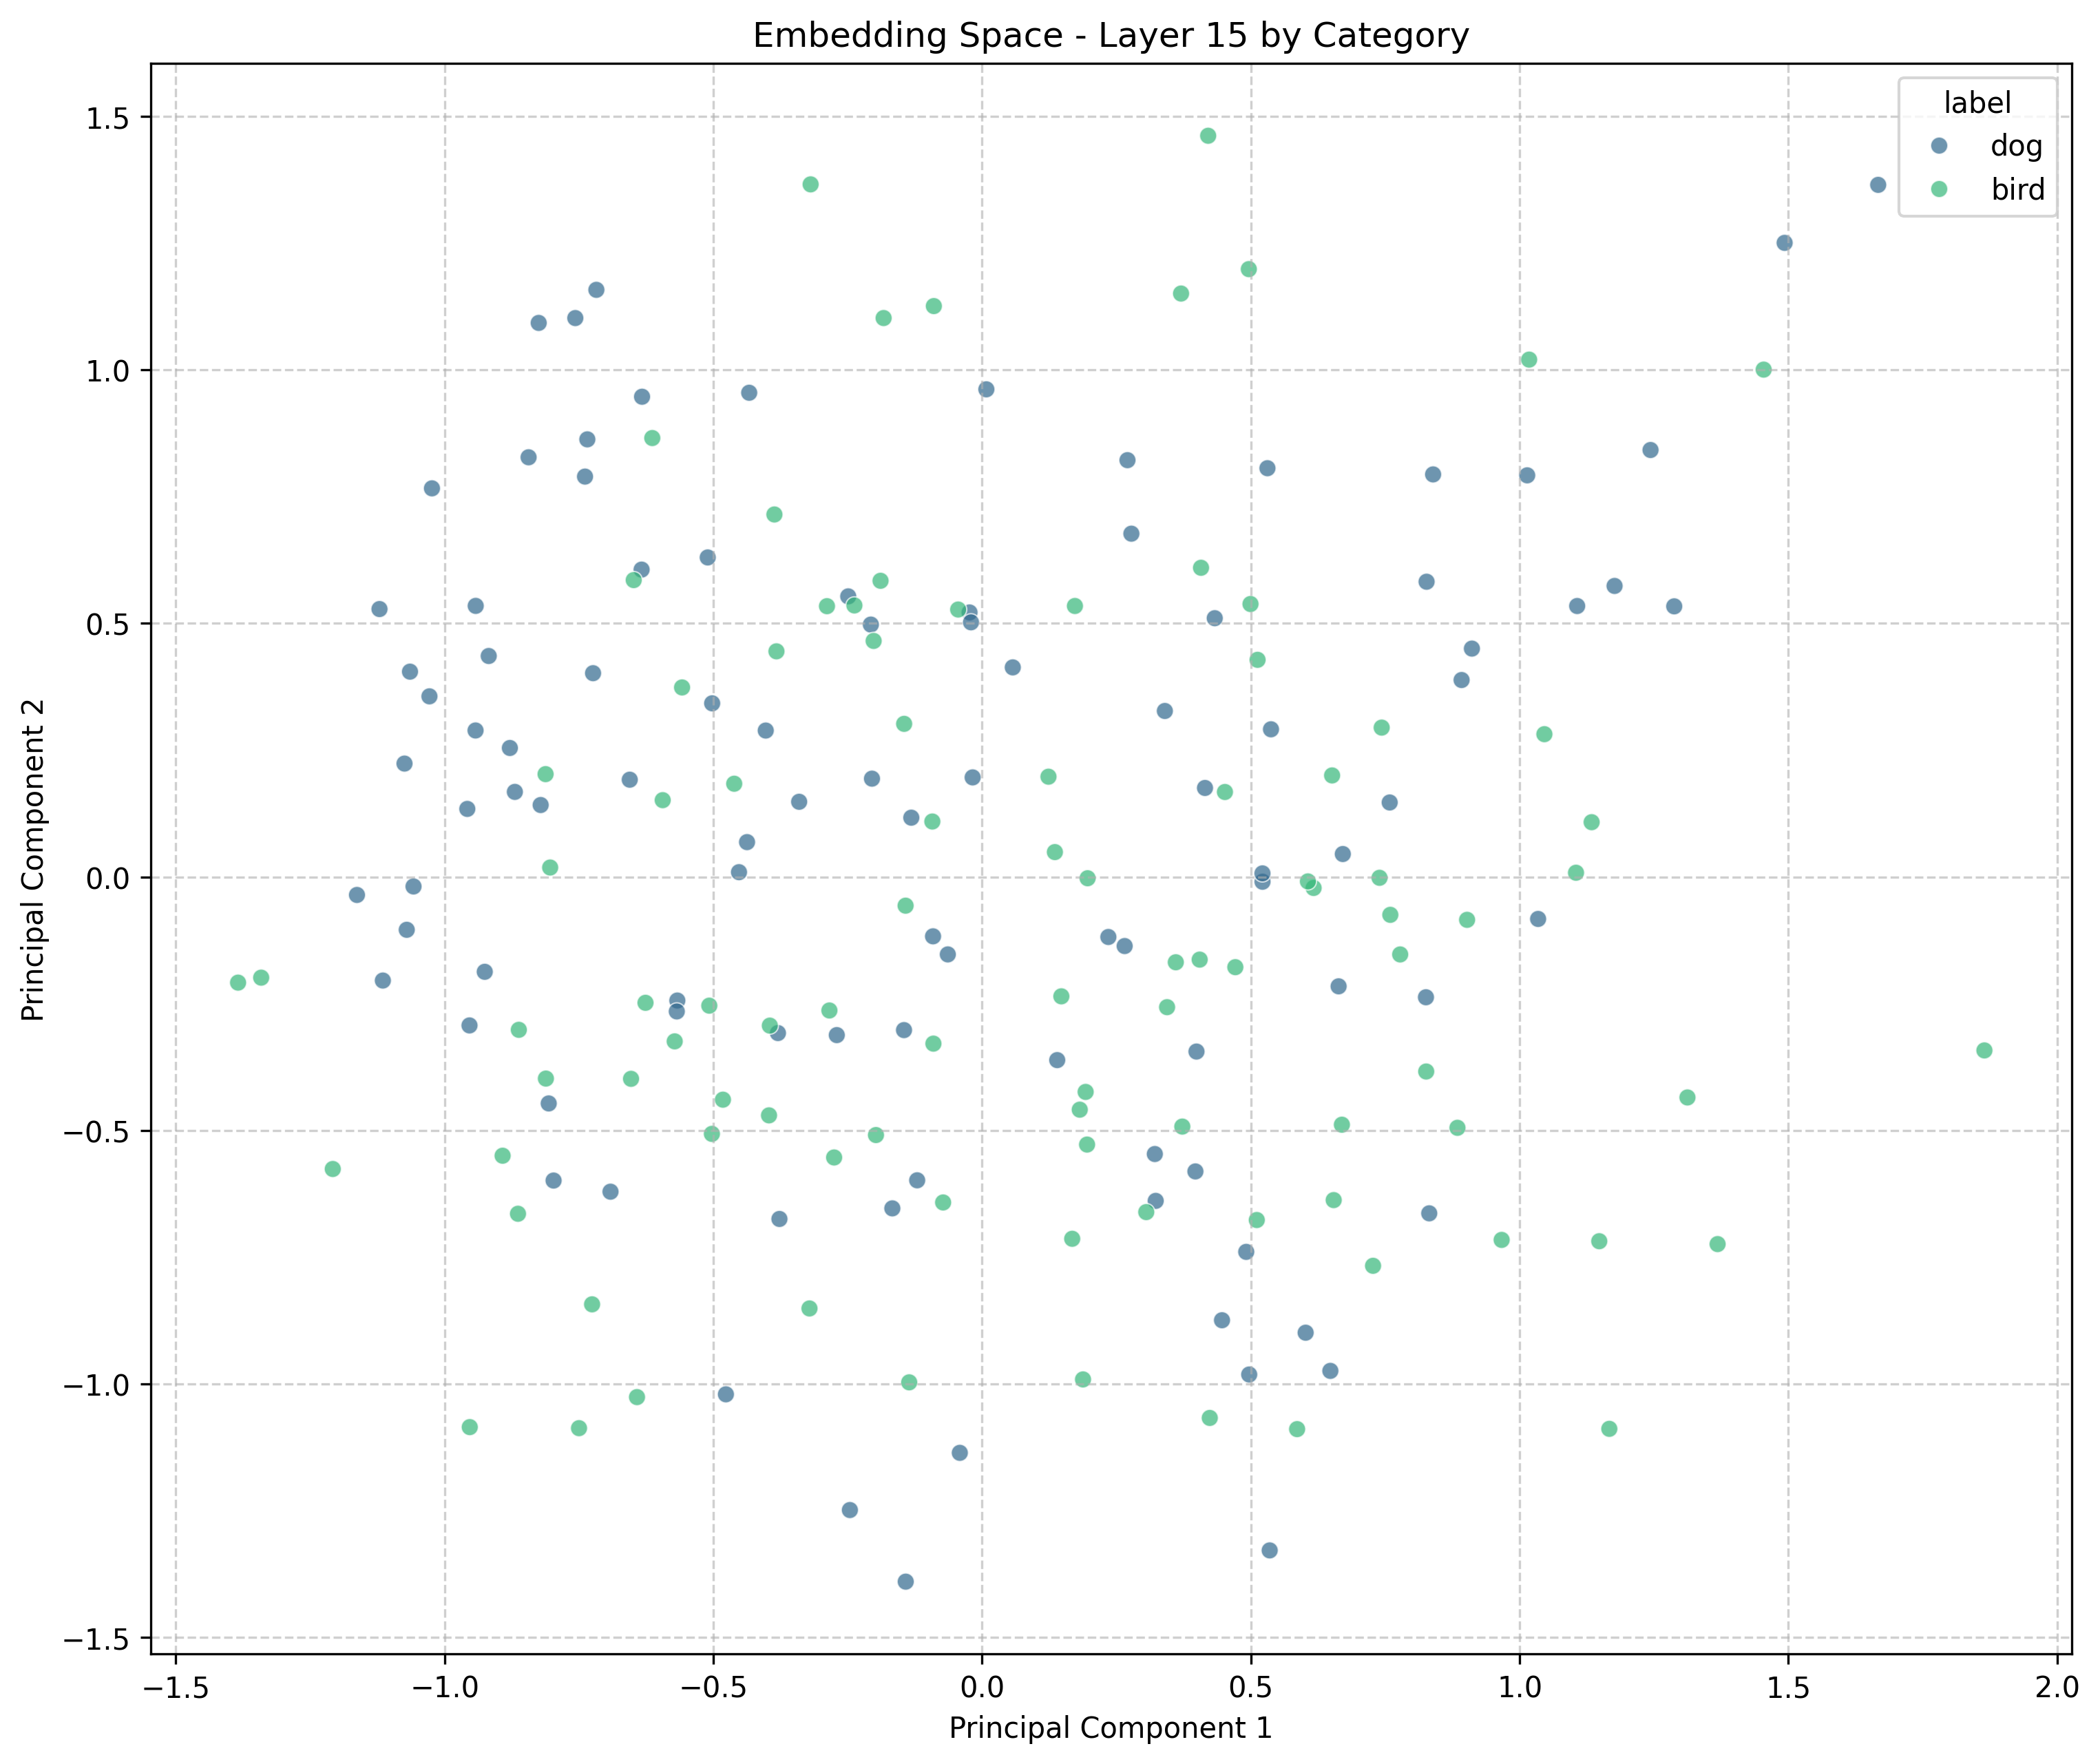 Embedding Space - Layer 15 by Category
label
dog
bird
1.5
1.0
0.5
0.0
−0.5
−1.0
−1.5
Principal Component 2
−1.5 −1.0 −0.5 0.0 0.5 1.0 1.5 2.0
Principal Component 1